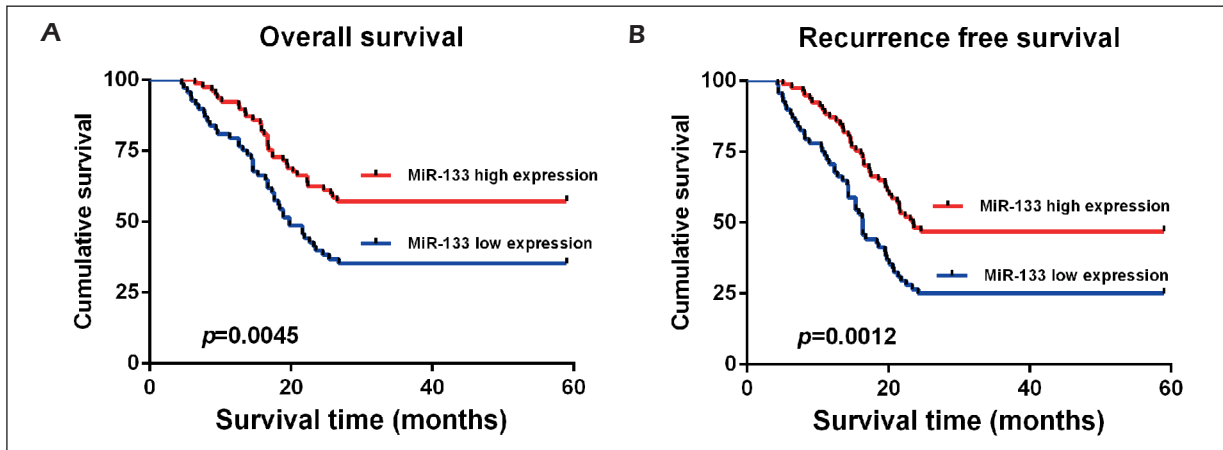 A
Overall survival
100
75
50
25
0
Cumulative survival
MiR-133 high expression
MiR-133 low expression
p=0.0045
0
20
40
60
Survival time (months)
B
Recurrence free survival
100
75
50
25
0
Cumulative survival
MiR-133 high expression
MiR-133 low expression
p=0.0012
0
20
40
60
Survival time (months)